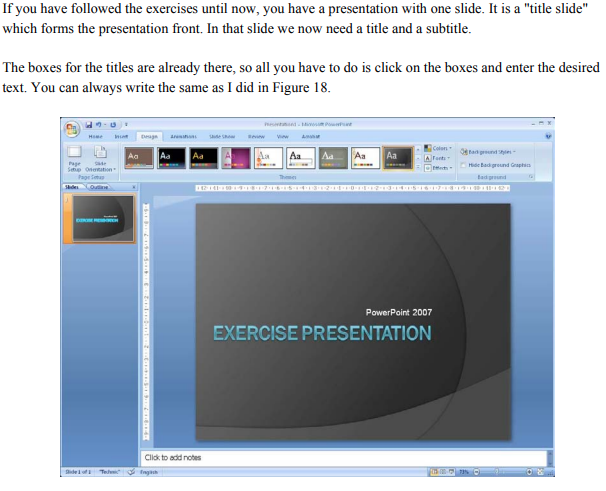 If you have followed the exercises until now, you have a presentation with one slide. It is a "title slide"
which forms the presentation front. In that slide we now need a title and a subtitle.
The boxes for the titles are already there, so all you have to do is click on the boxes and enter the desired
text. You can always write the same as I did in Figure 18.
Presentation1 - Microsoft PowerPoint
Home Insert Design Animations Slide Show Review View Acrobat
Aa Aa Aa A Aa Aa Aa Aa Aa
Colors Background Styles
Page Slide Fonts Hide Background Graphics
Setup Orientation Effects
Page Setup Themes Background
Slides Outline
PowerPoint 2007
EXERCISE PRESENTATION
Click to add notes
Slide 1 of 1 "Technic" English 73%